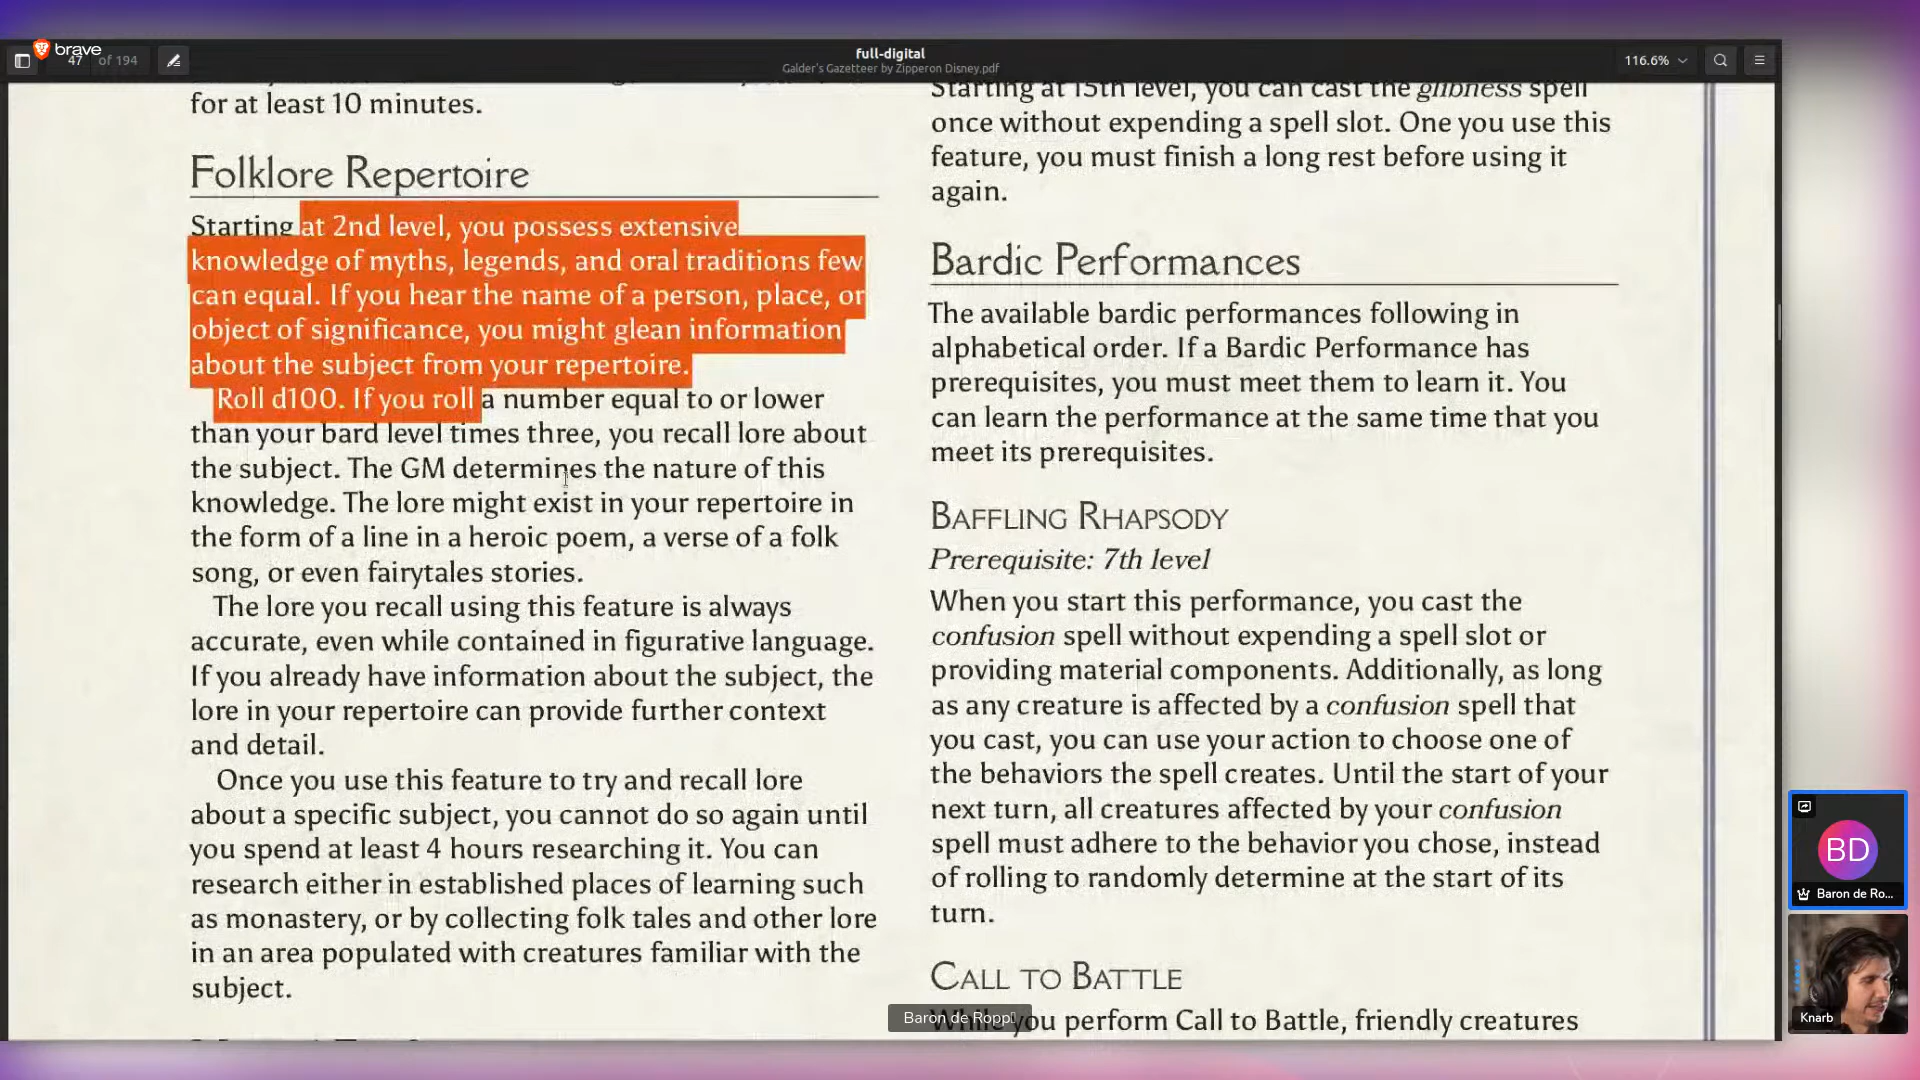 brave
47 of 194
full-digital
Galder's Gazetteer by Zipperon Disney.pdf
116.6%
for at least 10 minutes.
Folklore Repertoire
Starting at 2nd level, you possess extensive
knowledge of myths, legends, and oral traditions few
can equal. If you hear the name of a person, place, or
object of significance, you might glean information
about the subject from your repertoire.
Roll d100. If you roll a number equal to or lower
than your bard level times three, you recall lore about
the subject. The GM determines the nature of this
knowledge. The lore might exist in your repertoire in
the form of a line in a heroic poem, a verse of a folk
song, or even fairytales stories.
The lore you recall using this feature is always
accurate, even while contained in figurative language.
If you already have information about the subject, the
lore in your repertoire can provide further context
and detail.
Once you use this feature to try and recall lore
about a specific subject, you cannot do so again until
you spend at least 4 hours researching it. You can
research either in established places of learning such
as monastery, or by collecting folk tales and other lore
in an area populated with creatures familiar with the
subject.
Starting at 15th level, you can cast the glibness spell
once without expending a spell slot. One you use this
feature, you must finish a long rest before using it
again.
Bardic Performances
The available bardic performances following in
alphabetical order. If a Bardic Performance has
prerequisites, you must meet them to learn it. You
can learn the performance at the same time that you
meet its prerequisites.
Baffling Rhapsody
Prerequisite: 7th level
When you start this performance, you cast the
confusion spell without expending a spell slot or
providing material components. Additionally, as long
as any creature is affected by a confusion spell that
you cast, you can use your action to choose one of
the behaviors the spell creates. Until the start of your
next turn, all creatures affected by your confusion
spell must adhere to the behavior you chose, instead
of rolling to randomly determine at the start of its
turn.
Call to Battle
While you perform Call to Battle, friendly creatures
Baron de Ropp
BD
Baron de Ro...
Knarb